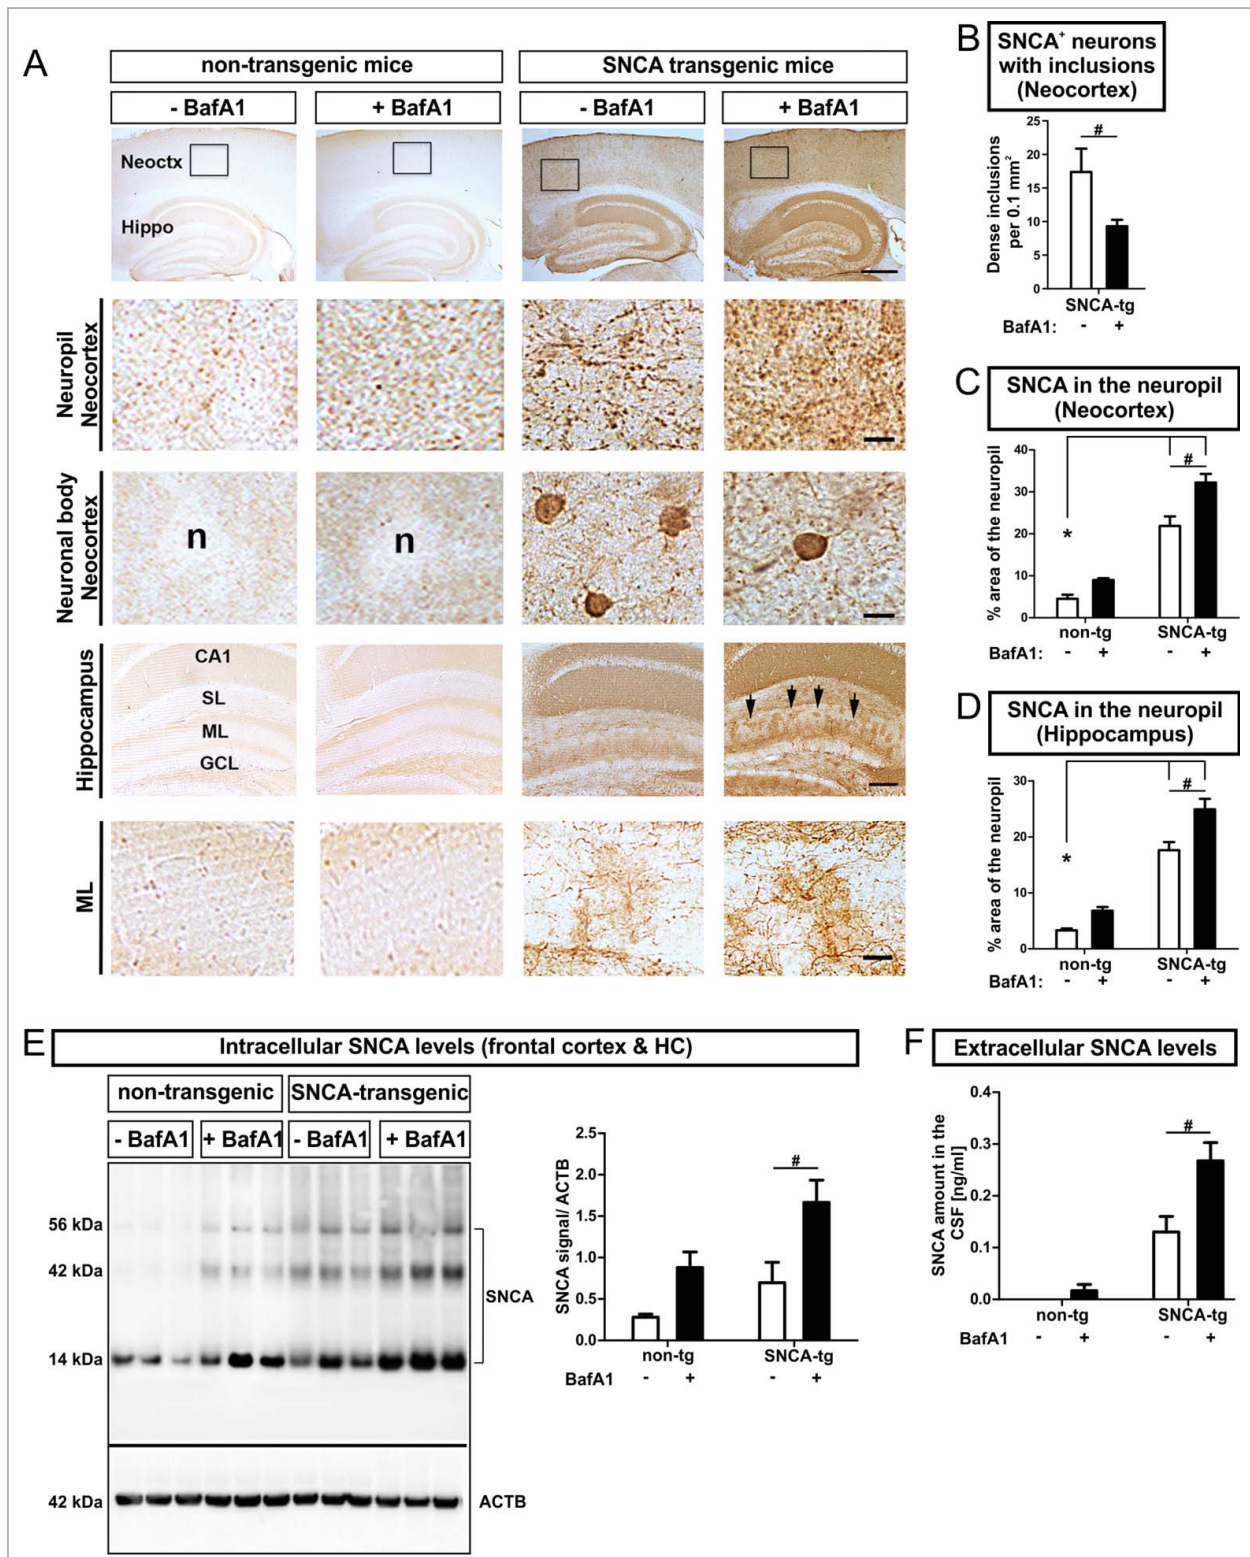 A
non-transgenic mice
SNCA transgenic mice
- BafA1
+ BafA1
- BafA1
+ BafA1
Neoctx
Hippo
Neuropil
Neocortex
Neuronal body
Neocortex
n
n
Hippocampus
CA1
SL
ML
GCL
ML
B
SNCA⁺ neurons
with inclusions
(Neocortex)
#
Dense inclusions
per 0.1 mm²
25
20
15
10
5
0
SNCA-tg
BafA1: - +
C
SNCA in the neuropil
(Neocortex)
% area of the neuropil
40
30
20
10
0
*
#
non-tg SNCA-tg
BafA1: - + - +
D
SNCA in the neuropil
(Hippocampus)
% area of the neuropil
30
20
10
0
*
#
non-tg SNCA-tg
BafA1: - + - +
E
Intracellular SNCA levels (frontal cortex & HC)
non-transgenic SNCA-transgenic
- BafA1 + BafA1 - BafA1 + BafA1
56 kDa
42 kDa
SNCA
14 kDa
42 kDa
ACTB
SNCA signal/ ACTB
2.5
2.0
1.5
1.0
0.5
0.0
#
non-tg SNCA-tg
BafA1 - + - +
F
Extracellular SNCA levels
SNCA amount in the
CSF [ng/ml]
0.4
0.3
0.2
0.1
0.0
#
non-tg SNCA-tg
BafA1 - + - +